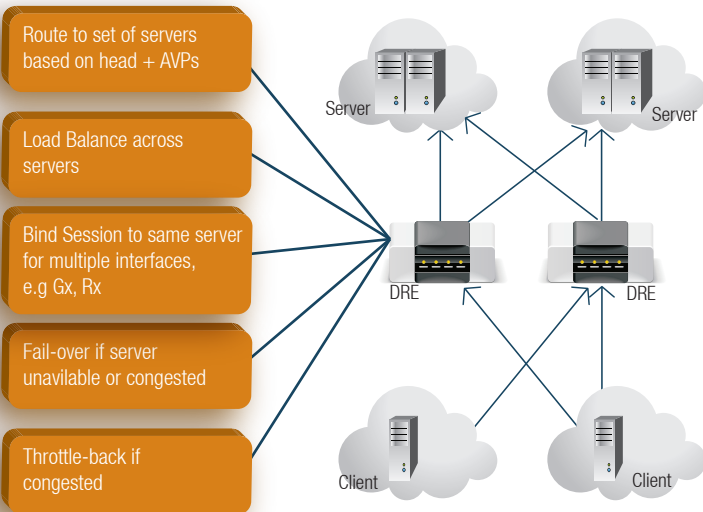 Route to set of servers
based on head + AVPs
Load Balance across
servers
Bind Session to same server
for multiple interfaces,
e.g Gx, Rx
Fail-over if server
unavilable or congested
Throttle-back if
congested
Server
Server
DRE
DRE
Client
Client